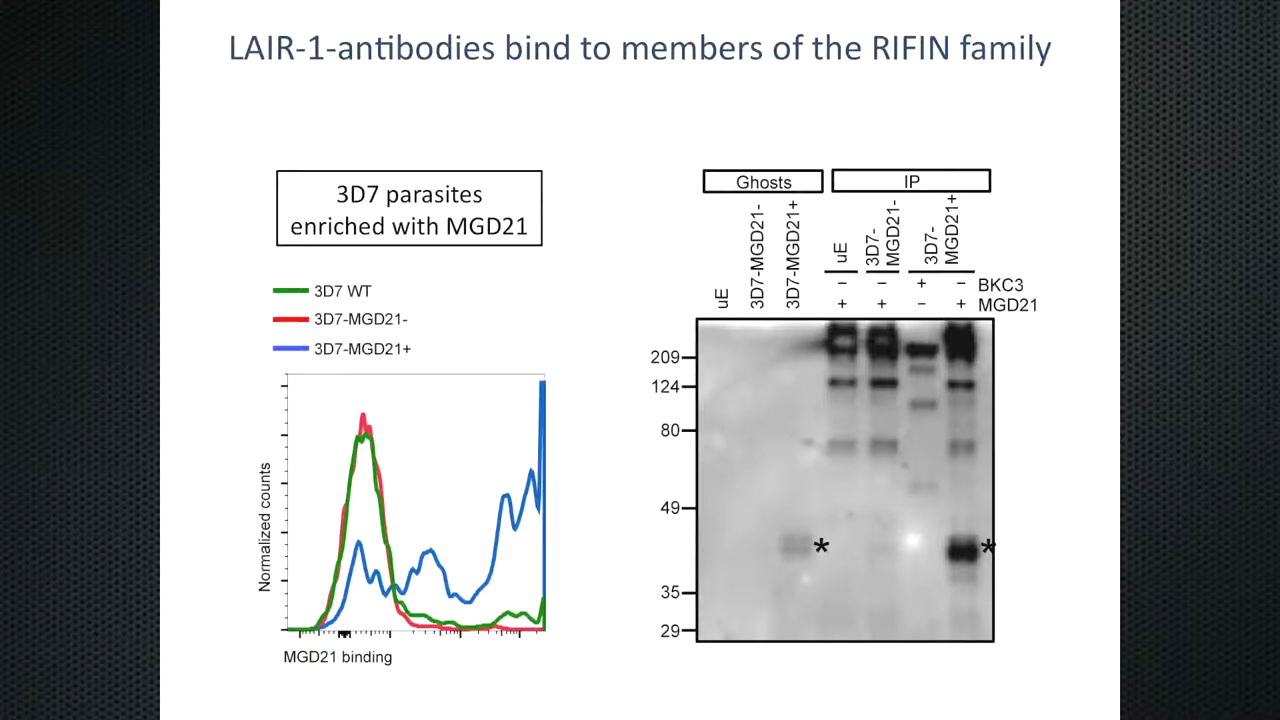 LAIR-1-antibodies bind to members of the RIFIN family
3D7 parasites
enriched with MGD21
3D7 WT
3D7-MGD21-
3D7-MGD21+
Normalized counts
MGD21 binding
Ghosts
IP
uE
3D7-MGD21-
3D7-MGD21+
uE
3D7-
MGD21-
3D7-
MGD21+
- - + - BKC3
+ + - + MGD21
209
124
80
49
35
29
*
*